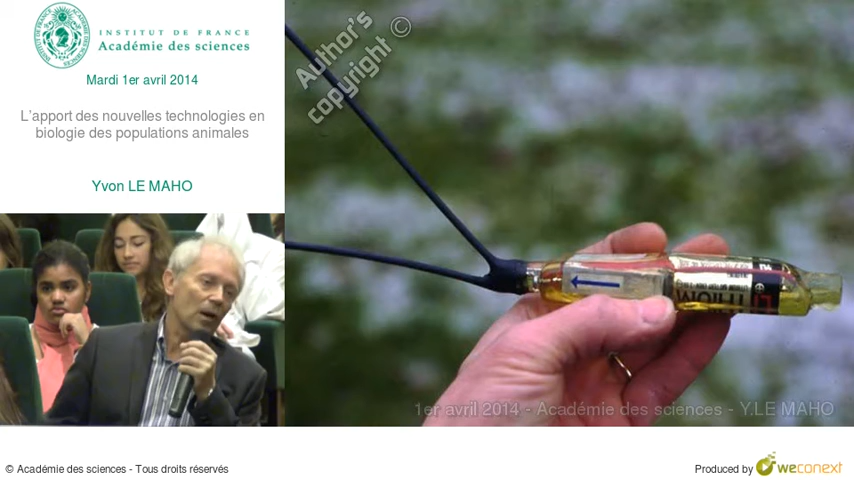 INSTITUT DE FRANCE
Académie des sciences
Mardi 1er avril 2014
L'apport des nouvelles technologies en
biologie des populations animales
Yvon LE MAHO
Author's
copyright ©
LITHIUM
1er avril 2014 - Académie des sciences - Y.LE MAHO
© Académie des sciences - Tous droits réservés
Produced by weconext